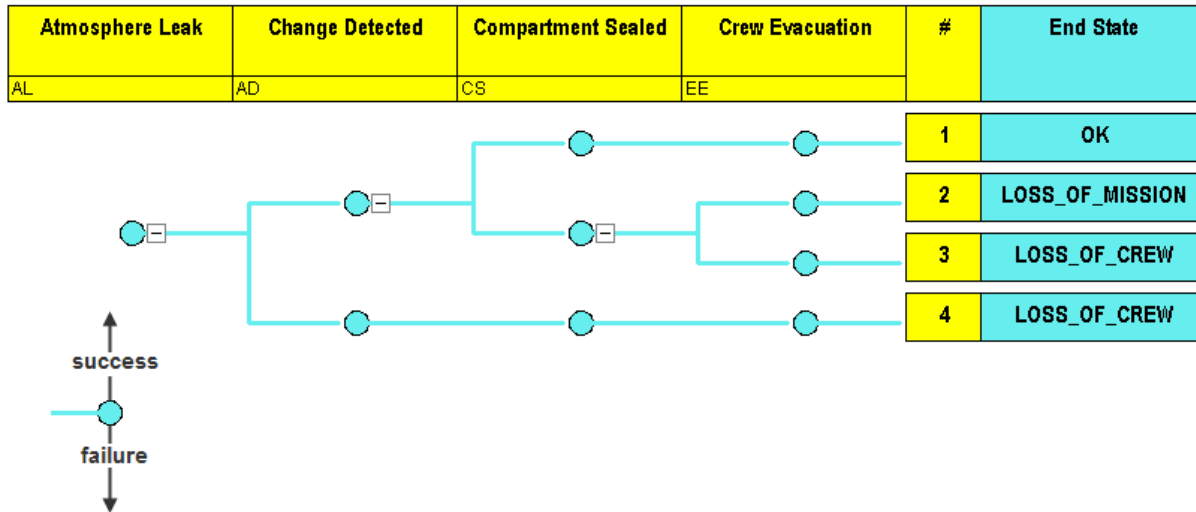 Atmosphere Leak Change Detected Compartment Sealed Crew Evacuation # End State
AL AD CS EE
1 OK
2 LOSS_OF_MISSION
3 LOSS_OF_CREW
4 LOSS_OF_CREW
success
failure